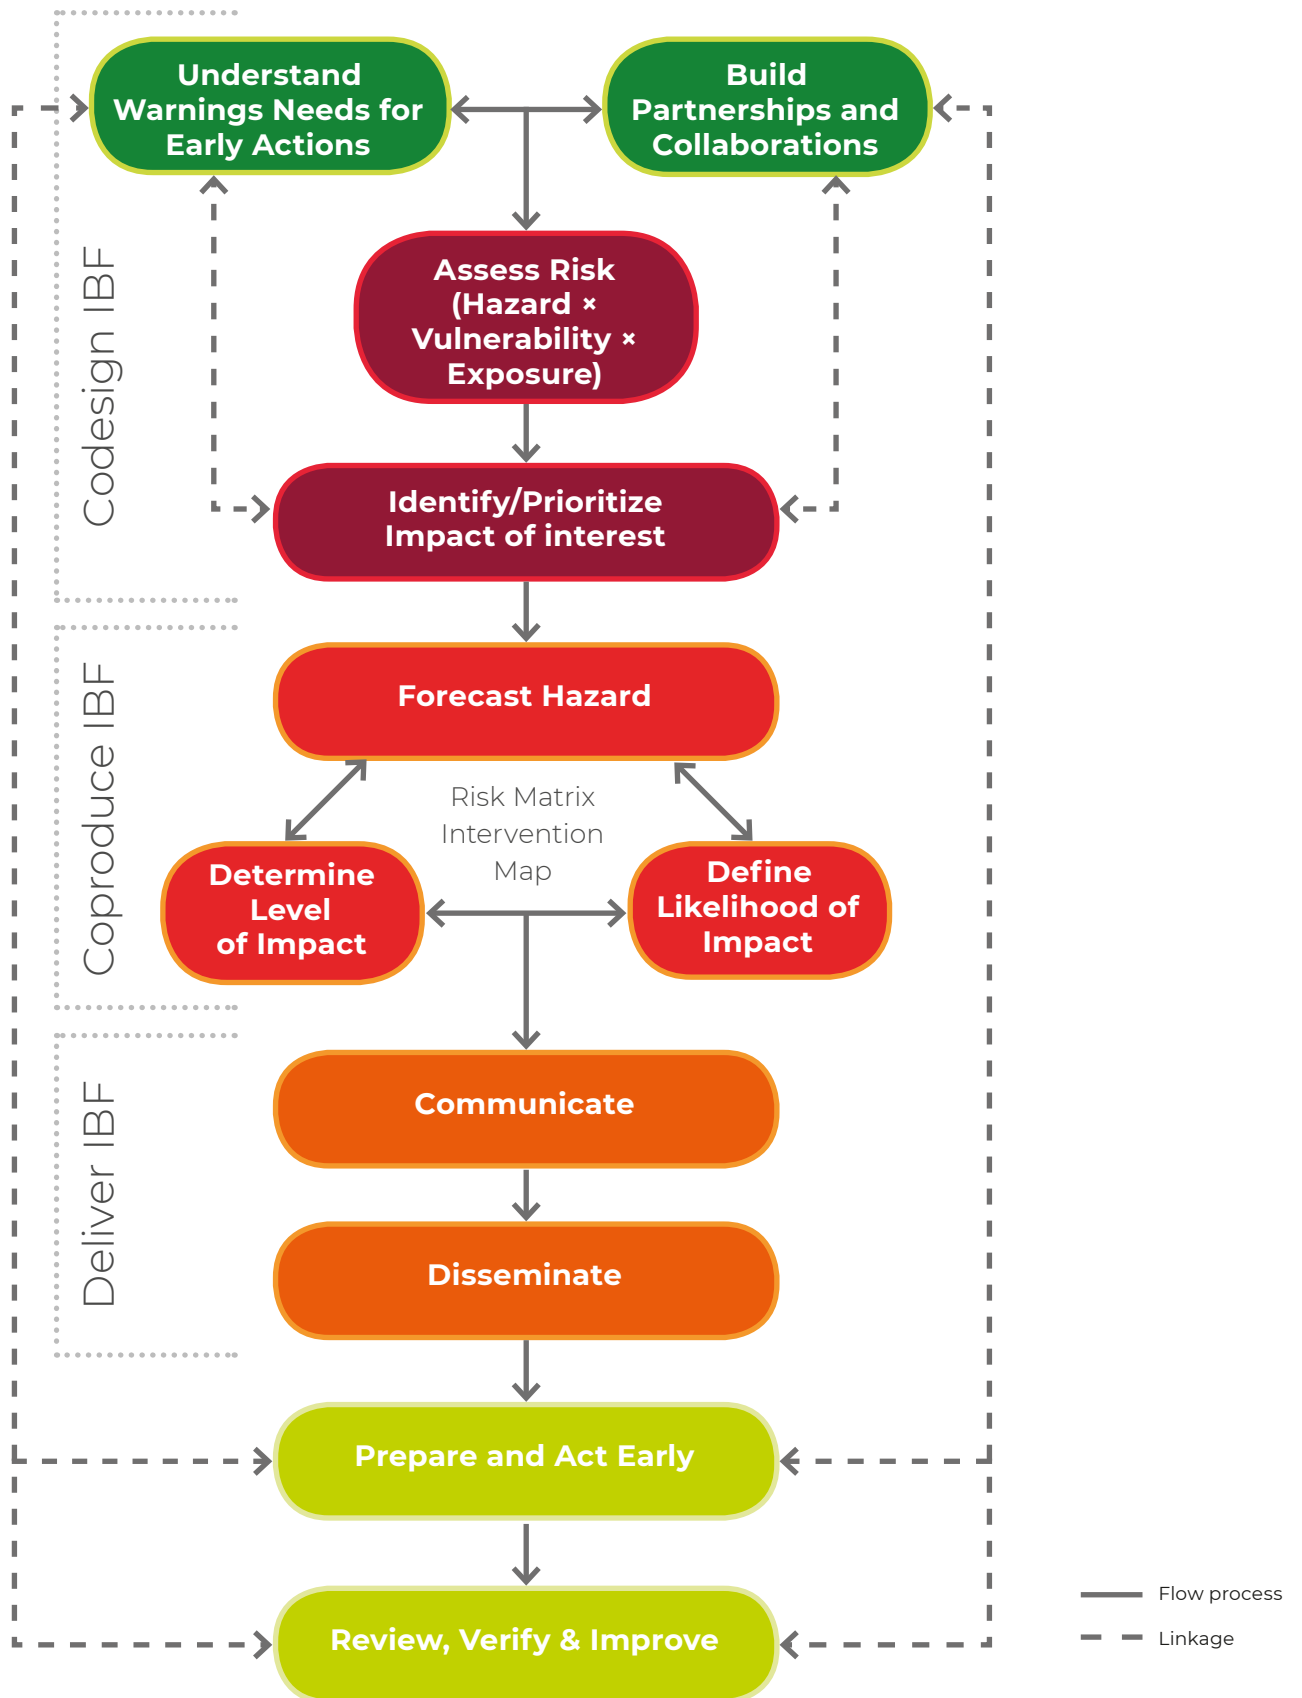 Understand
Warnings Needs for
Early Actions
Build
Partnerships and
Collaborations
Codesign IBF
Assess Risk
(Hazard ×
Vulnerability ×
Exposure)
Identify/Prioritize
Impact of interest
Coproduce IBF
Forecast Hazard
Risk Matrix
Intervention
Map
Determine
Level
of Impact
Define
Likelihood of
Impact
Deliver IBF
Communicate
Disseminate
Prepare and Act Early
Review, Verify & Improve
Flow process
Linkage